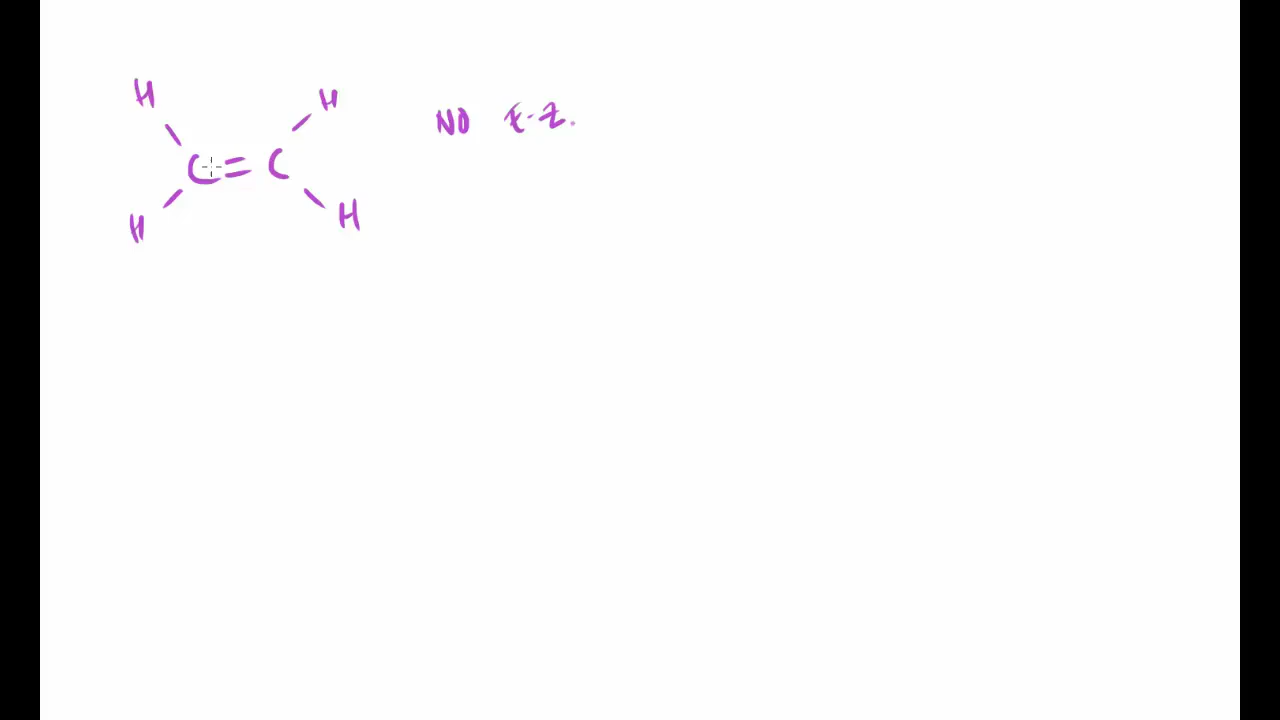 H H
C = C
H H
NO E-Z.